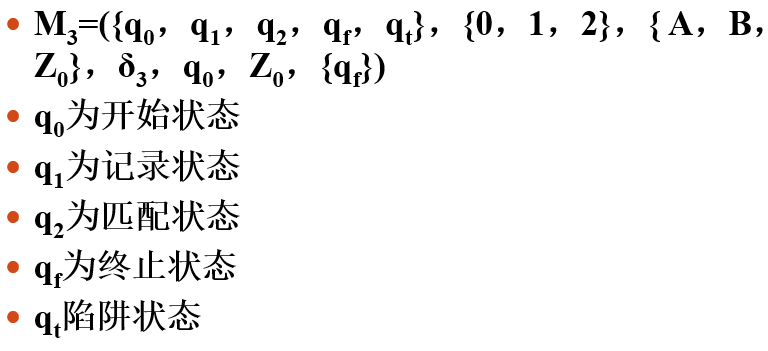 • M₃=({q₀，q₁，q₂，q_f，q_t}，{0，1，2}，{ A，B，
Z₀}，δ₃，q₀，Z₀，{q_f})
• q₀为开始状态
• q₁为记录状态
• q₂为匹配状态
• q_f为终止状态
• q_t陷阱状态